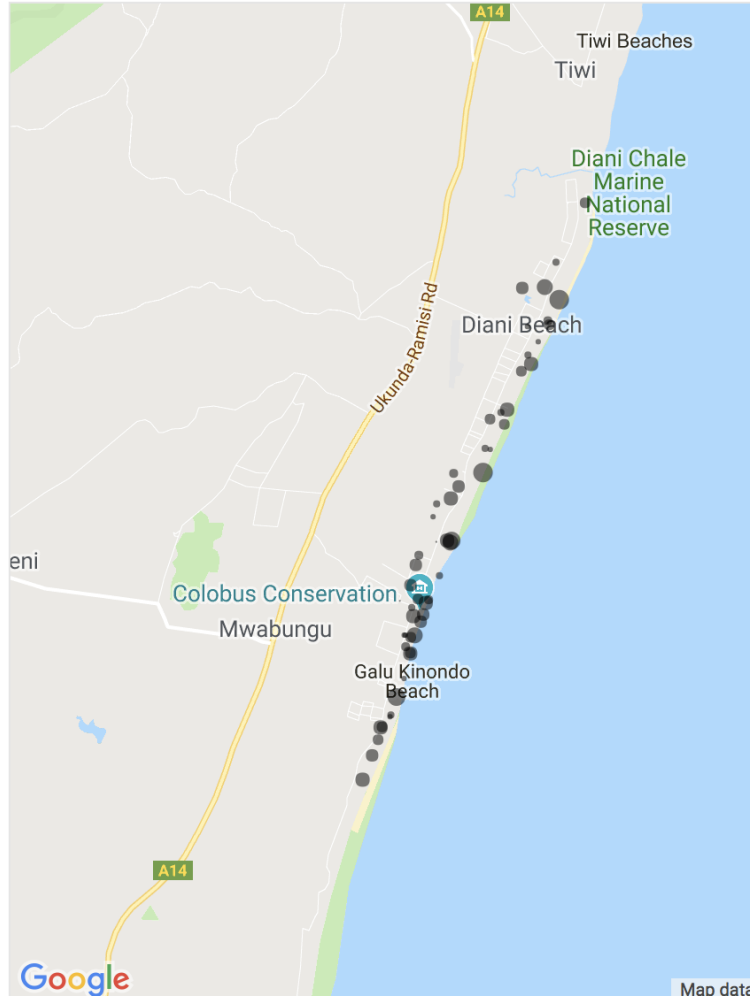 A14
Tiwi Beaches
Tiwi
Diani Chale
Marine
National
Reserve
Ukunda-Ramisi Rd
Diani Beach
eni
Colobus Conservation.
Mwabungu
Galu Kinondo
Beach
A14
Google
Map data